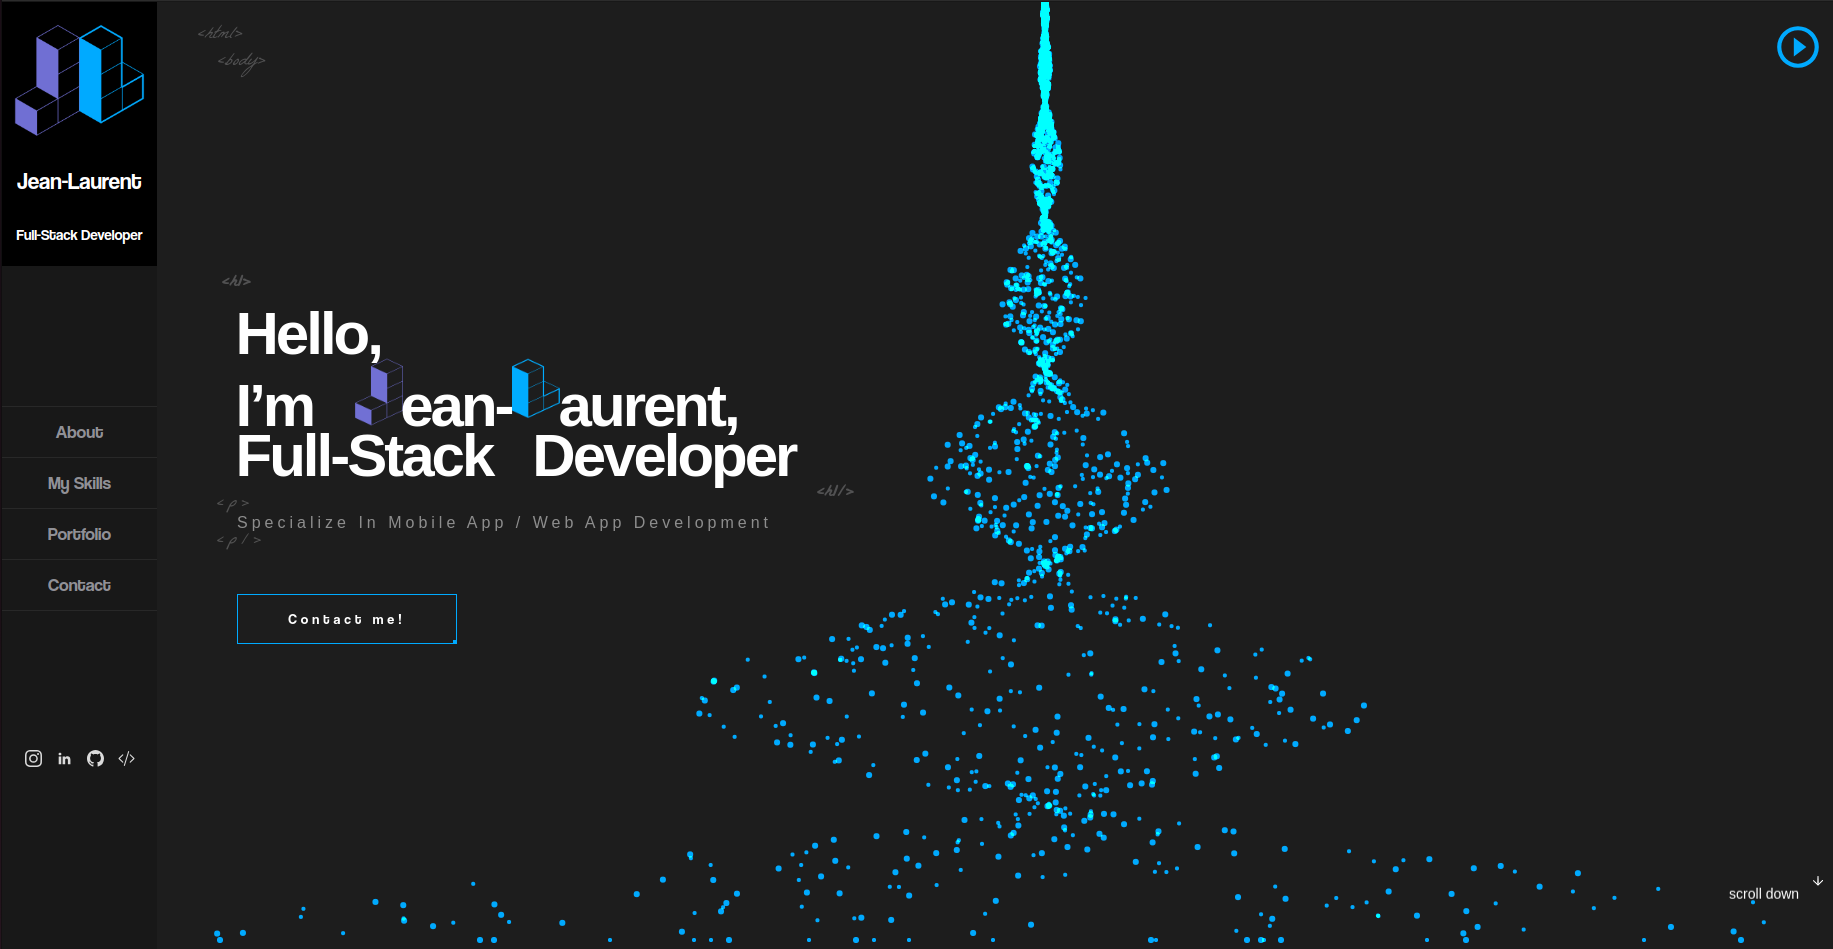 Jean-Laurent
Full-Stack Developer
About
My Skills
Portfolio
Contact
<html>
<body>
<h1>
Hello,
I’m Jean-Laurent,
Full-Stack Developer
<h1/>
<p>
Specialize In Mobile App / Web App Development
<p/>
Contact me!
scroll down